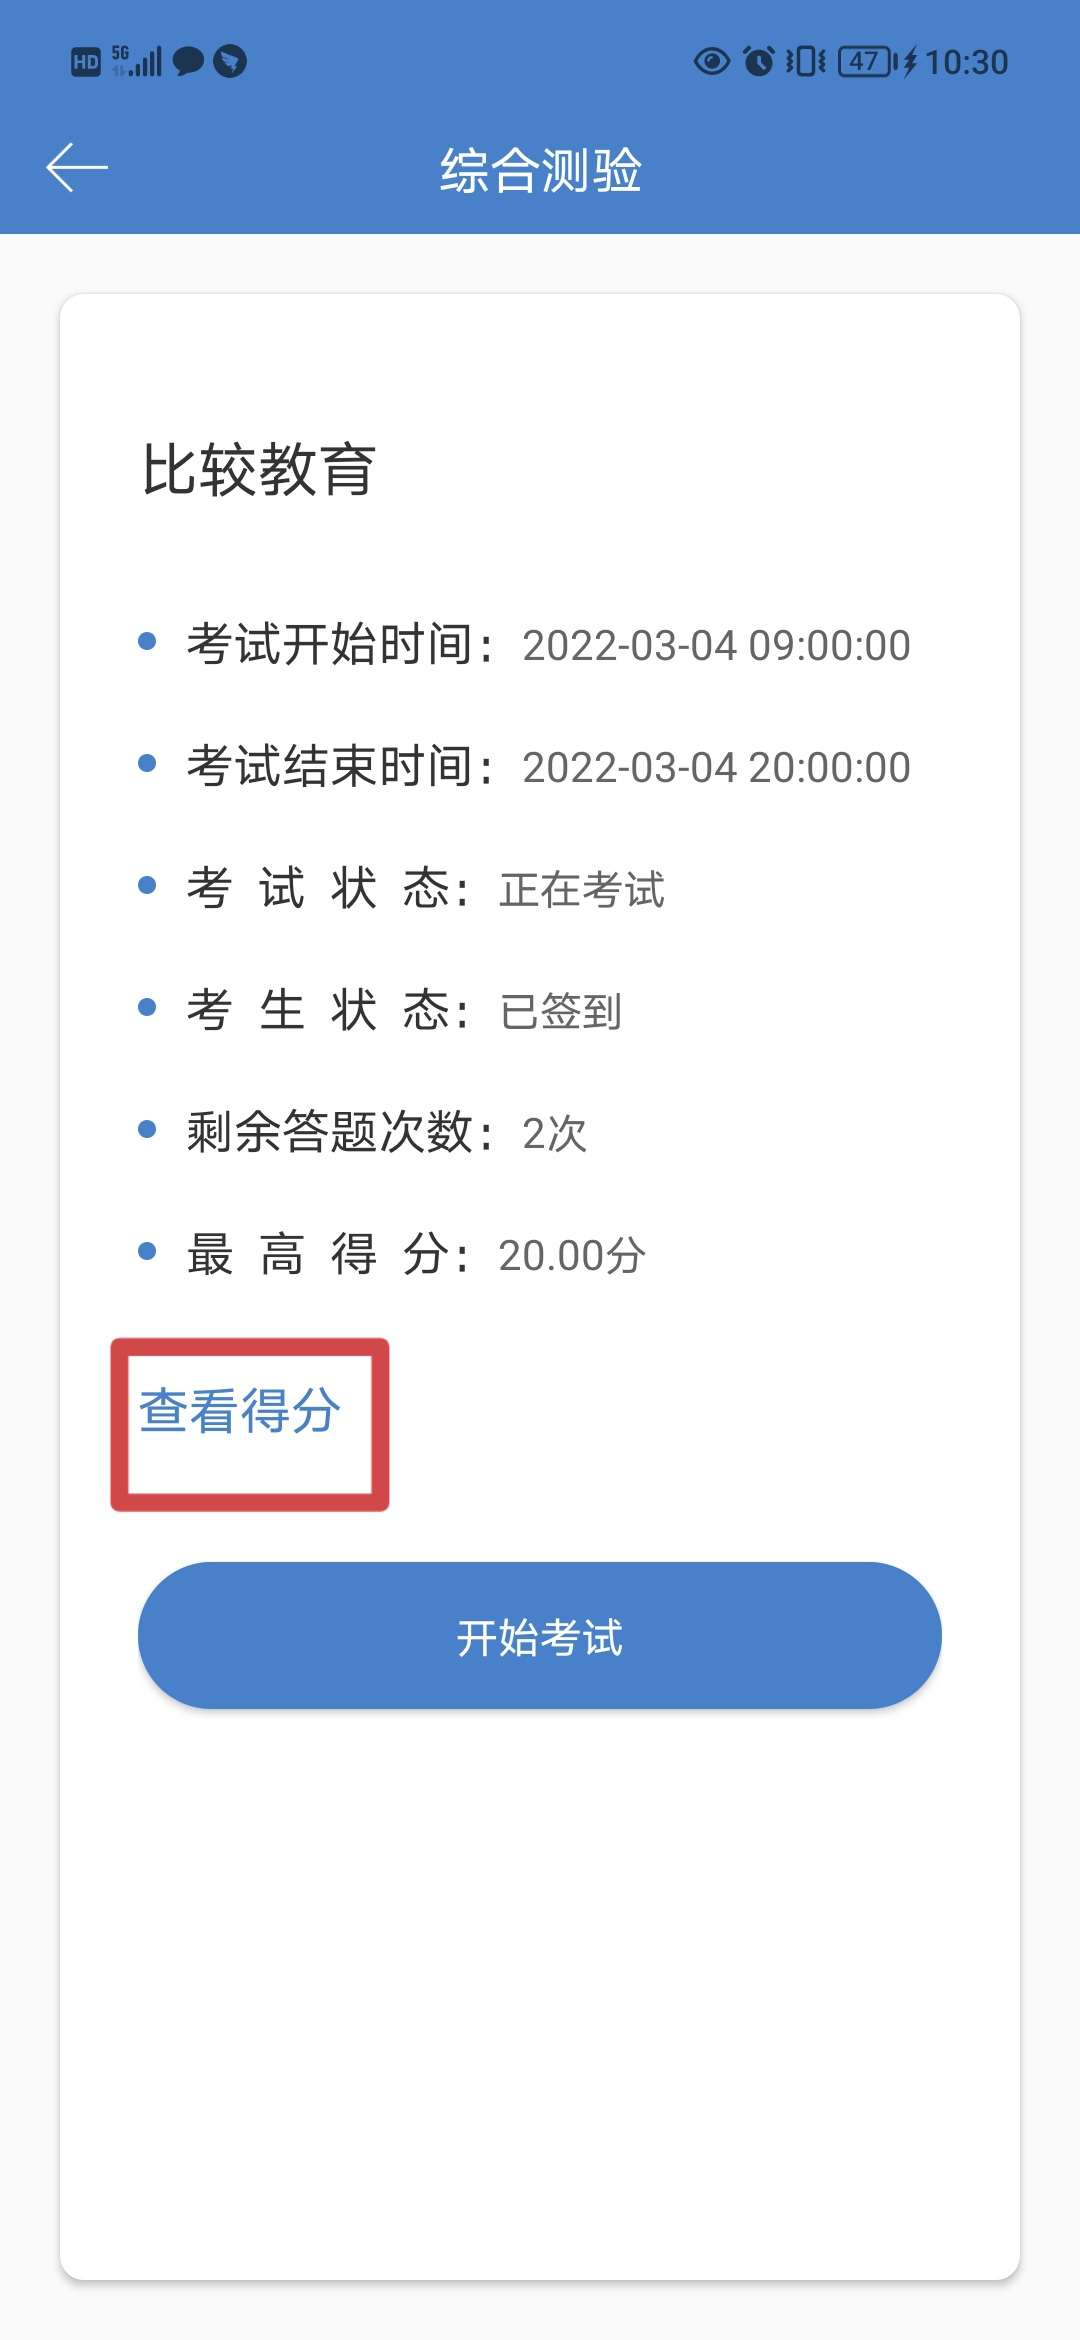 HD 5G 47 10:30
综合测验
比较教育
考试开始时间: 2022-03-04 09:00:00
考试结束时间: 2022-03-04 20:00:00
考 试 状 态: 正在考试
考 生 状 态: 已签到
剩余答题次数: 2次
最 高 得 分: 20.00分
查看得分
开始考试